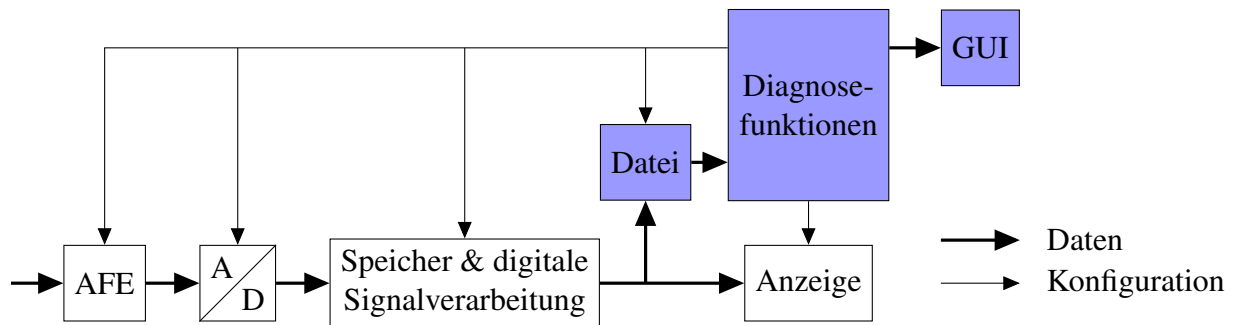 GUI
Diagnose-
funktionen
Datei
AFE
A
D
Speicher & digitale
Signalverarbeitung
Anzeige
Daten
Konfiguration